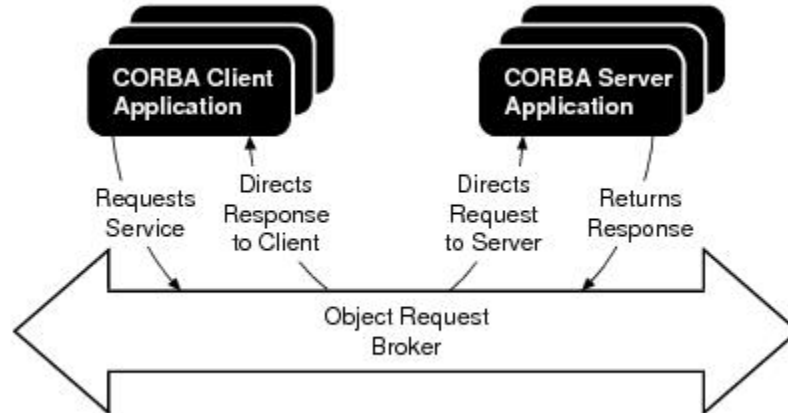 CORBA Client
Application
CORBA Server
Application
Requests
Service
Directs
Response
to Client
Directs
Request
to Server
Returns
Response
Object Request
Broker